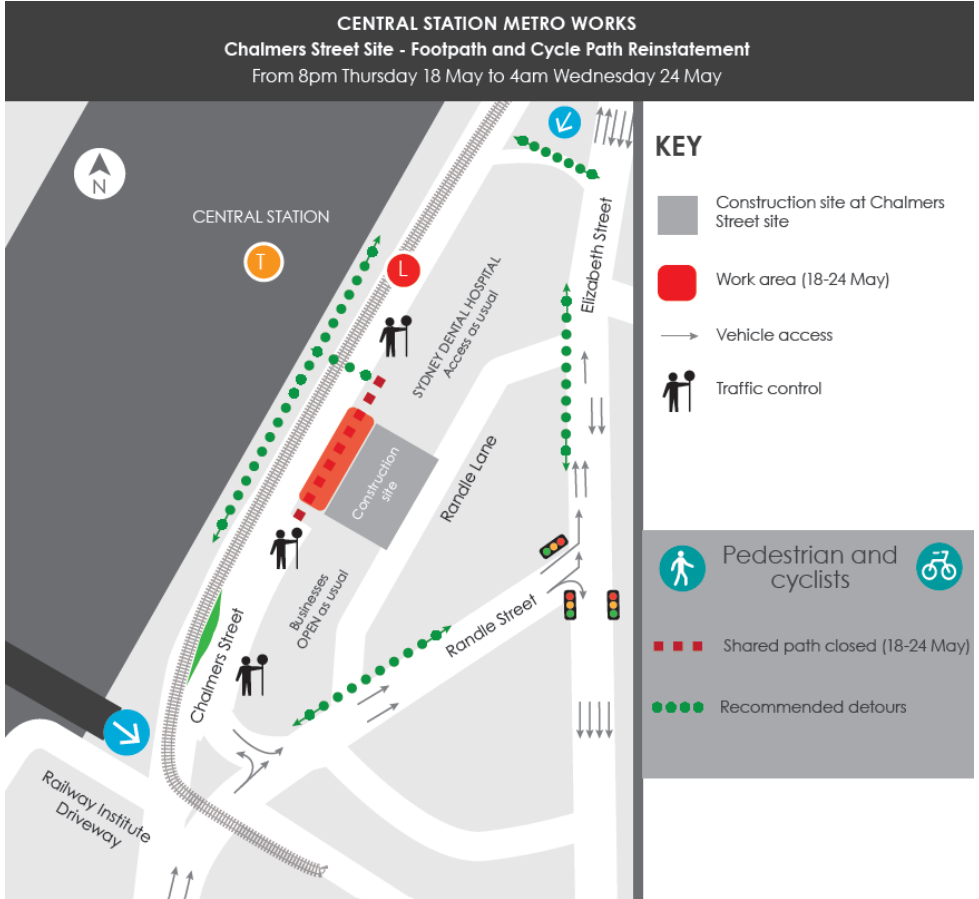 CENTRAL STATION METRO WORKS
Chalmers Street Site - Footpath and Cycle Path Reinstatement
From 8pm Thursday 18 May to 4am Wednesday 24 May
N
CENTRAL STATION
T
L
SYDNEY DENTAL HOSPITAL
Access as usual
Elizabeth Street
Construction
site
Randle Lane
Businesses
OPEN as usual
Randle Street
Chalmers Street
Railway Institute
Driveway
KEY
Construction site at Chalmers
Street site
Work area (18-24 May)
Vehicle access
Traffic control
Pedestrian and
cyclists
Shared path closed (18-24 May)
Recommended detours